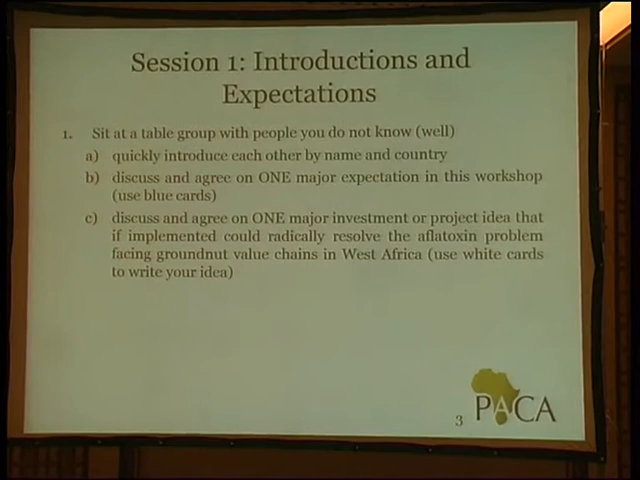 Session 1: Introductions and
Expectations
1. Sit at a table group with people you do not know (well)
a) quickly introduce each other by name and country
b) discuss and agree on ONE major expectation in this workshop
(use blue cards)
c) discuss and agree on ONE major investment or project idea that
if implemented could radically resolve the aflatoxin problem
facing groundnut value chains in West Africa (use white cards
to write your idea)
3
PACA